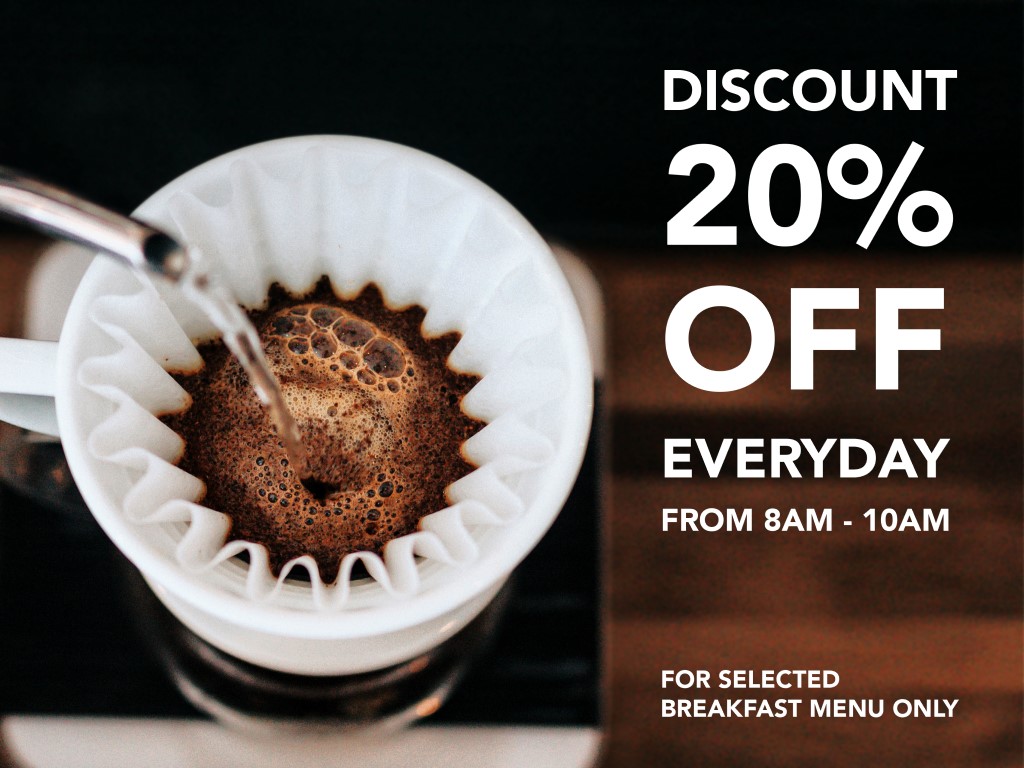 DISCOUNT
20%
OFF
EVERYDAY
FROM 8AM - 10AM
FOR SELECTED
BREAKFAST MENU ONLY